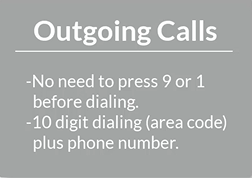 Outgoing Calls
-No need to press 9 or 1
before dialing.
-10 digit dialing (area code)
plus phone number.